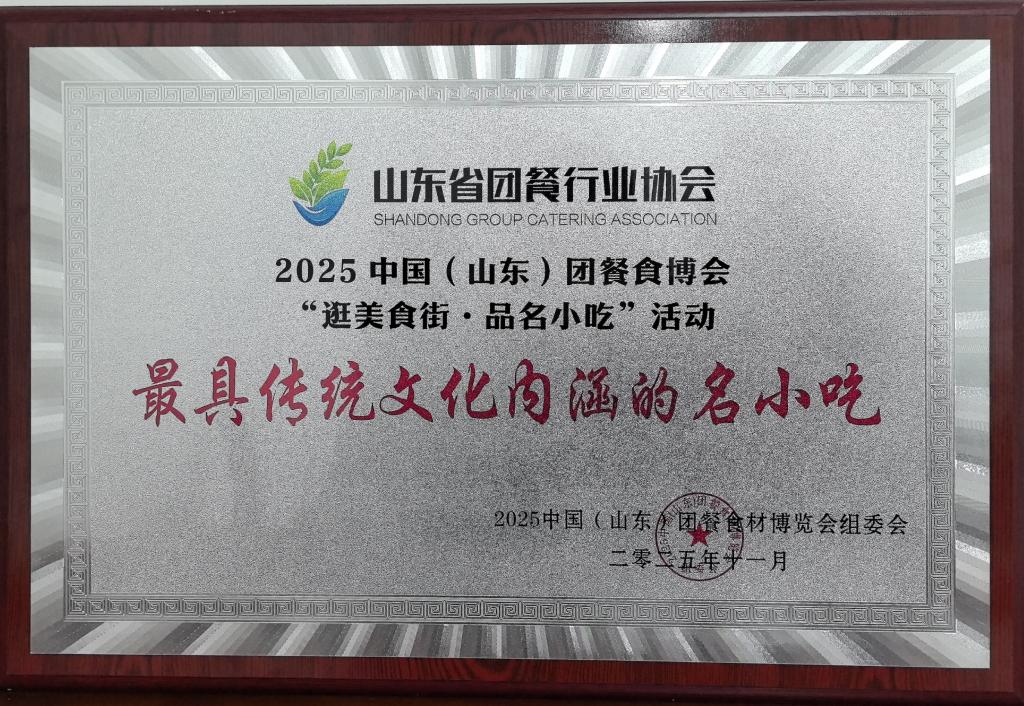 山东省团餐行业协会
SHANDONG GROUP CATERING ASSOCIATION
2025 中国（山东）团餐食博会
“逛美食街·品名小吃”活动
最具传统文化内涵的名小吃
2025中国（山东）团餐食材博览会组委会
二零二五年十一月